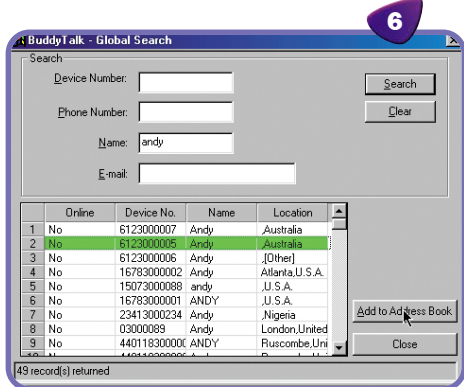 6
BuddyTalk - Global Search
Search
Device Number:
Search
Phone Number:
Clear
Name: andy
E-mail:
Online Device No. Name Location
1 No 6123000007 Andy ,Australia
2 No 6123000005 Andy ,Australia
3 No 6123000006 Andy ,[Other]
4 No 16783000002 Andy Atlanta,U.S.A.
5 No 15073000088 andy ,U.S.A.
6 No 16783000001 ANDY ,U.S.A.
7 No 23413000234 Andy ,Nigeria
8 No 03000089 Andy London,United
9 No 440118300000 ANDY Ruscombe,Uni
Add to Address Book
Close
49 record(s) returned